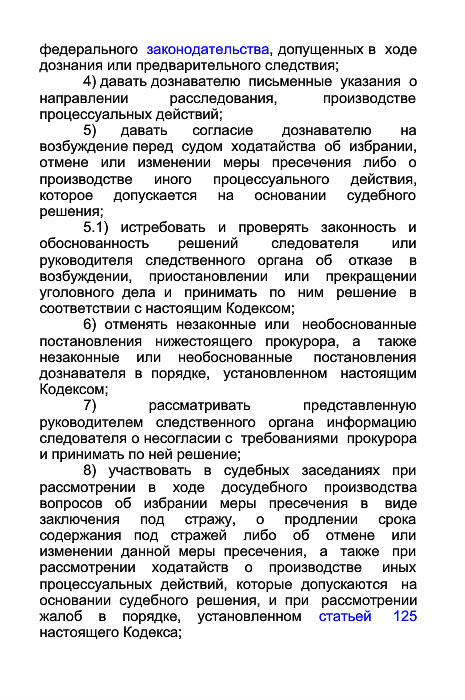 федерального законодательства, допущенных в ходе
дознания или предварительного следствия;
4) давать дознавателю письменные указания о
направлении расследования, производстве
процессуальных действий;
5) давать согласие дознавателю на
возбуждение перед судом ходатайства об избрании,
отмене или изменении меры пресечения либо о
производстве иного процессуального действия,
которое допускается на основании судебного
решения;
5.1) истребовать и проверять законность и
обоснованность решений следователя или
руководителя следственного органа об отказе в
возбуждении, приостановлении или прекращении
уголовного дела и принимать по ним решение в
соответствии с настоящим Кодексом;
6) отменять незаконные или необоснованные
постановления нижестоящего прокурора, а также
незаконные или необоснованные постановления
дознавателя в порядке, установленном настоящим
Кодексом;
7) рассматривать представленную
руководителем следственного органа информацию
следователя о несогласии с требованиями прокурора
и принимать по ней решение;
8) участвовать в судебных заседаниях при
рассмотрении в ходе досудебного производства
вопросов об избрании меры пресечения в виде
заключения под стражу, о продлении срока
содержания под стражей либо об отмене или
изменении данной меры пресечения, а также при
рассмотрении ходатайств о производстве иных
процессуальных действий, которые допускаются на
основании судебного решения, и при рассмотрении
жалоб в порядке, установленном статьей 125
настоящего Кодекса;